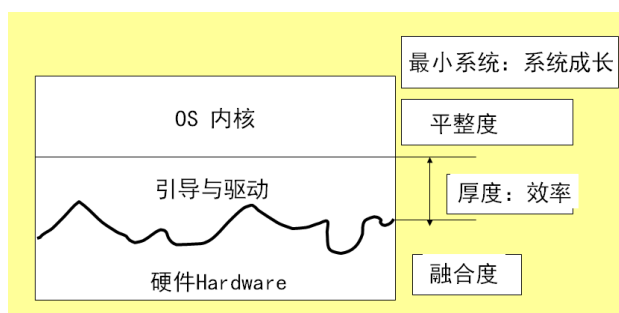 最小系统：系统成长
OS 内核
平整度
引导与驱动
厚度：效率
硬件Hardware
融合度